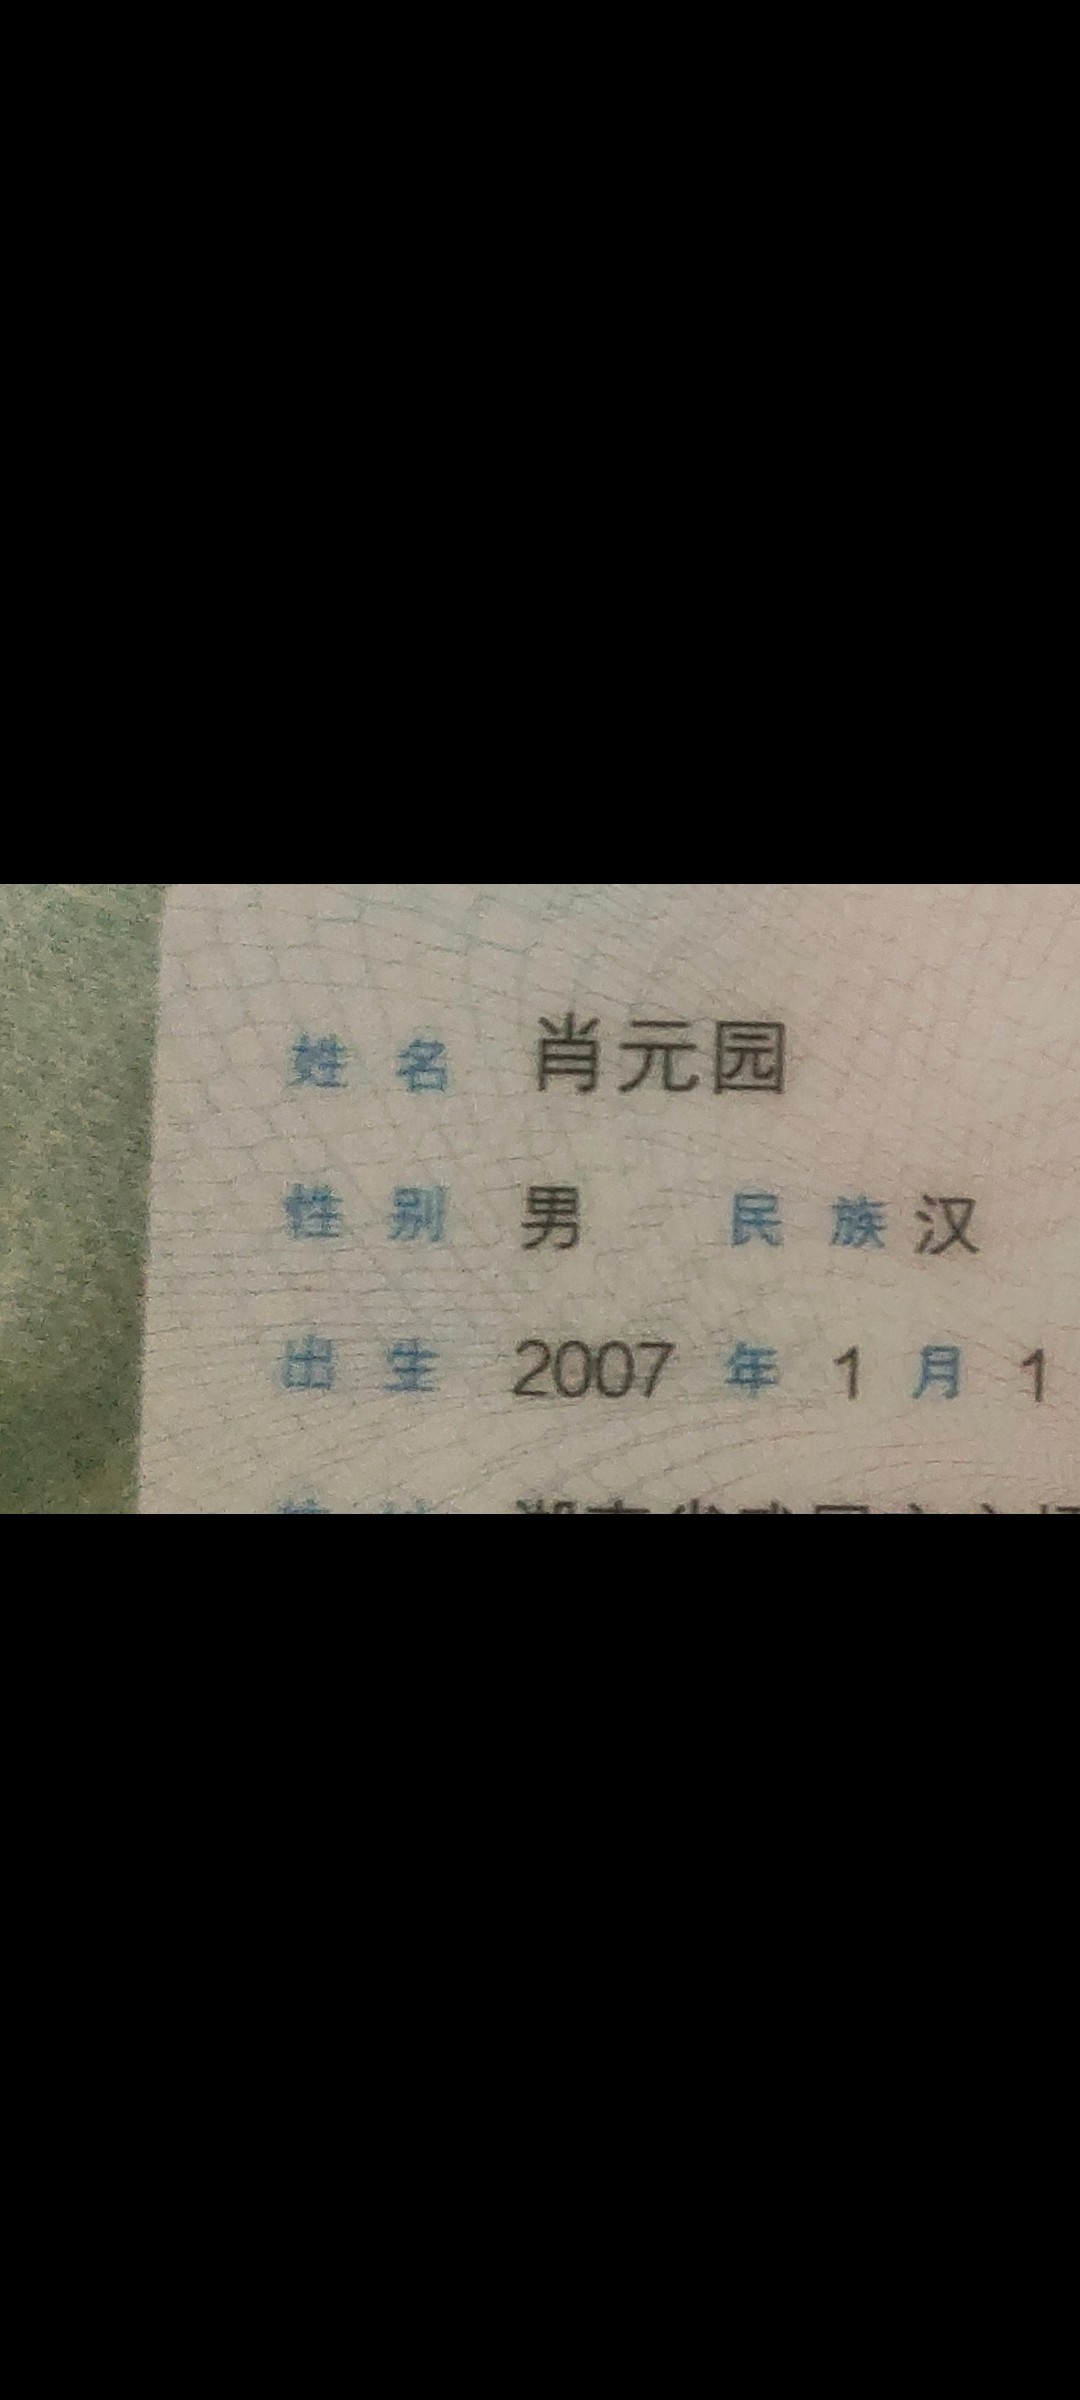 姓名 肖元园
性别 男 民族 汉
出生 2007 年 1 月 1